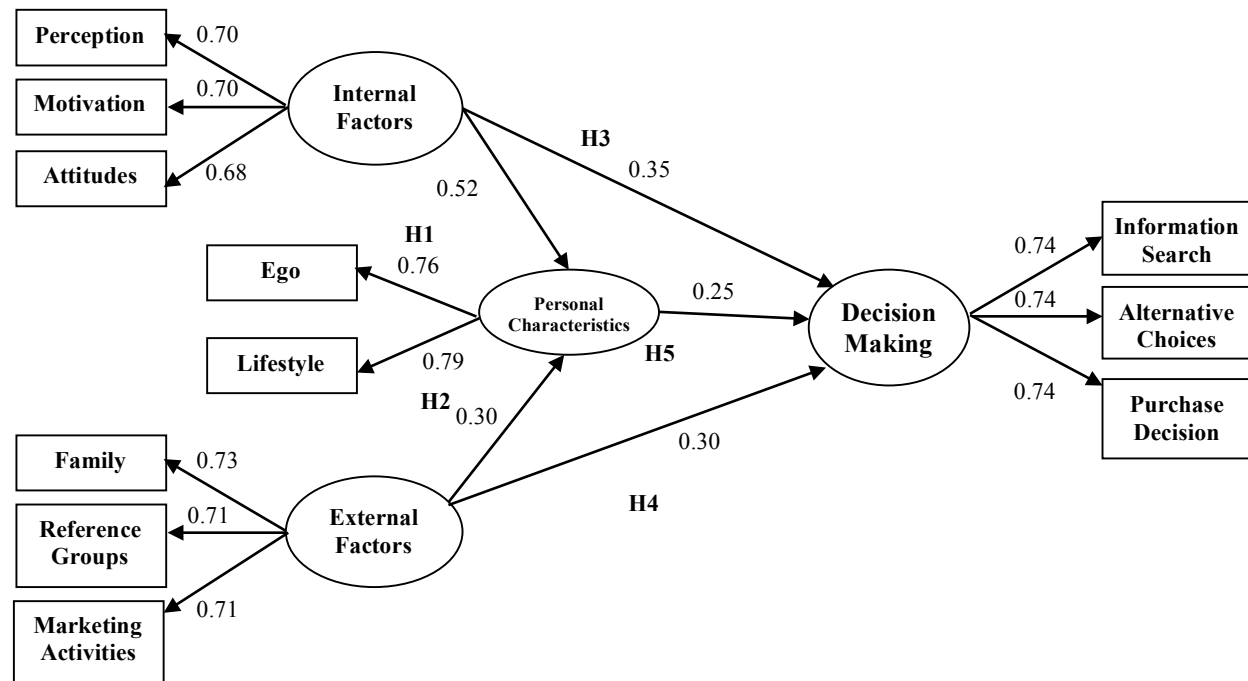 Perception
0.70
Motivation
0.70
Attitudes
0.68
Internal
Factors
H3
0.35
0.52
H1
Ego
0.76
Lifestyle
0.79
Personal
Characteristics
0.25
H5
Decision
Making
0.74
Information
Search
0.74
Alternative
Choices
0.74
Purchase
Decision
H2
0.30
0.30
H4
Family
0.73
Reference
Groups
0.71
Marketing
Activities
0.71
External
Factors